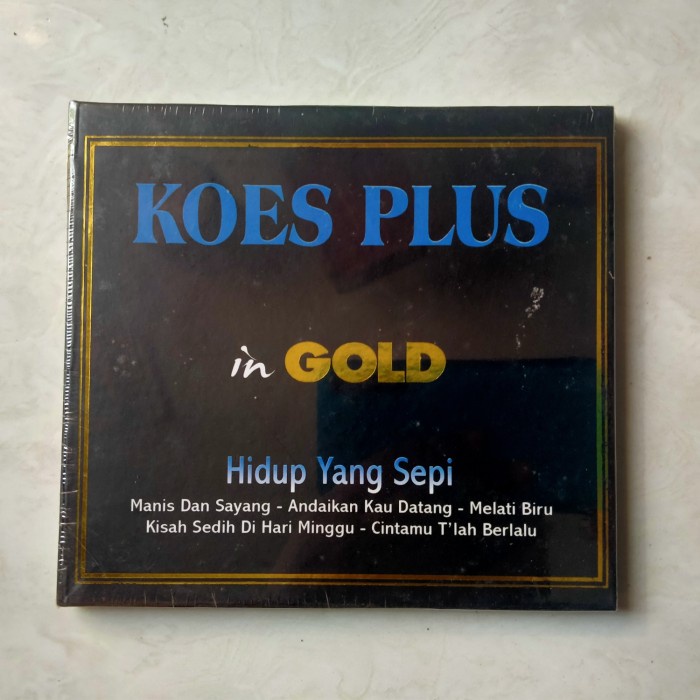 KOES PLUS
in GOLD
Hidup Yang Sepi
Manis Dan Sayang - Andaikan Kau Datang - Melati Biru
Kisah Sedih Di Hari Minggu - Cintamu T'lah Berlalu